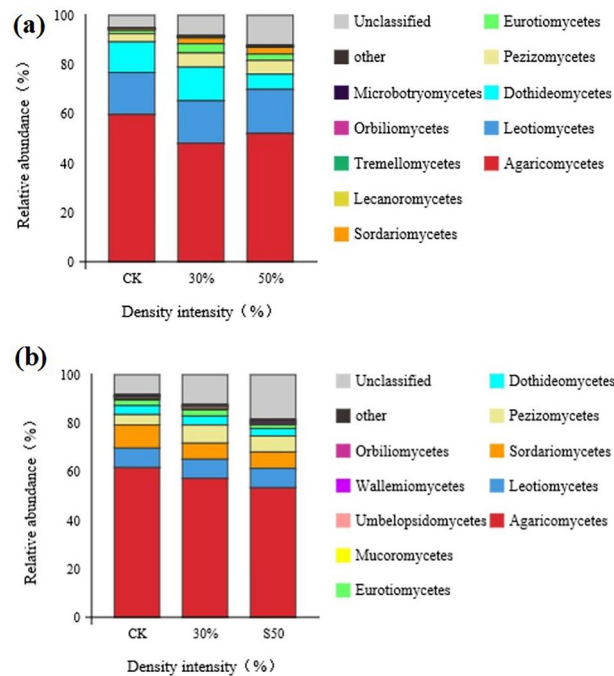 (a)
100
80
60
40
20
0
Relative abundance (%)
CK 30% 50%
Density intensity (%)
Unclassified
other
Microbotryomycetes
Orbiliomycetes
Tremellomycetes
Lecanoromycetes
Sordariomycetes
Eurotiomycetes
Pezizomycetes
Dothideomycetes
Leotiomycetes
Agaricomycetes
(b)
100
80
60
40
20
0
Relative abundance (%)
CK 30% S50
Density intensity (%)
Unclassified
other
Orbiliomycetes
Wallemiomycetes
Umbelopsidomycetes
Mucoromycetes
Eurotiomycetes
Dothideomycetes
Pezizomycetes
Sordariomycetes
Leotiomycetes
Agaricomycetes